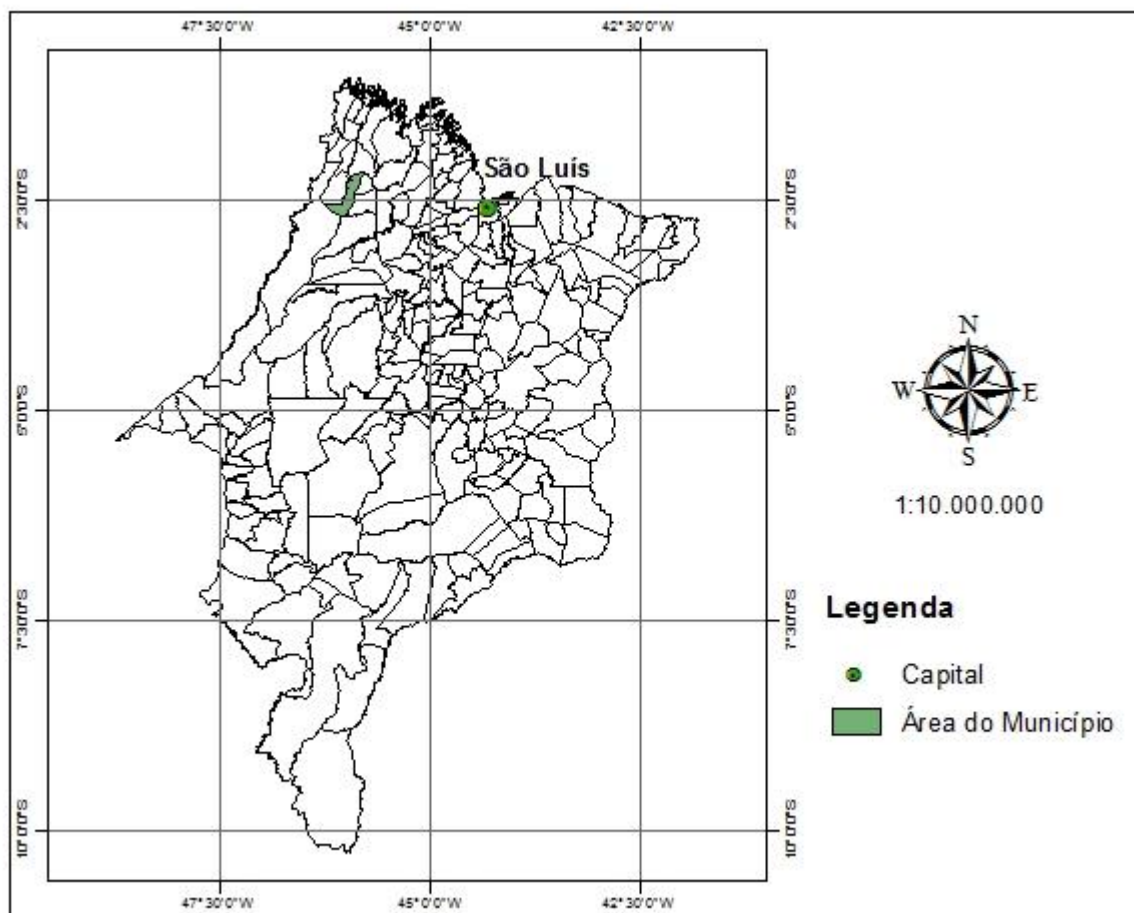 47°30'0"W 45°0'0"W 42°30'0"W
São Luís
2°30'0"S 2°30'0"S
5°0'0"S 5°0'0"S
7°30'0"S 7°30'0"S
10°0'0"S 10°0'0"S
N
W E
S
1:10.000.000
Legenda
Capital
Área do Município
47°30'0"W 45°0'0"W 42°30'0"W